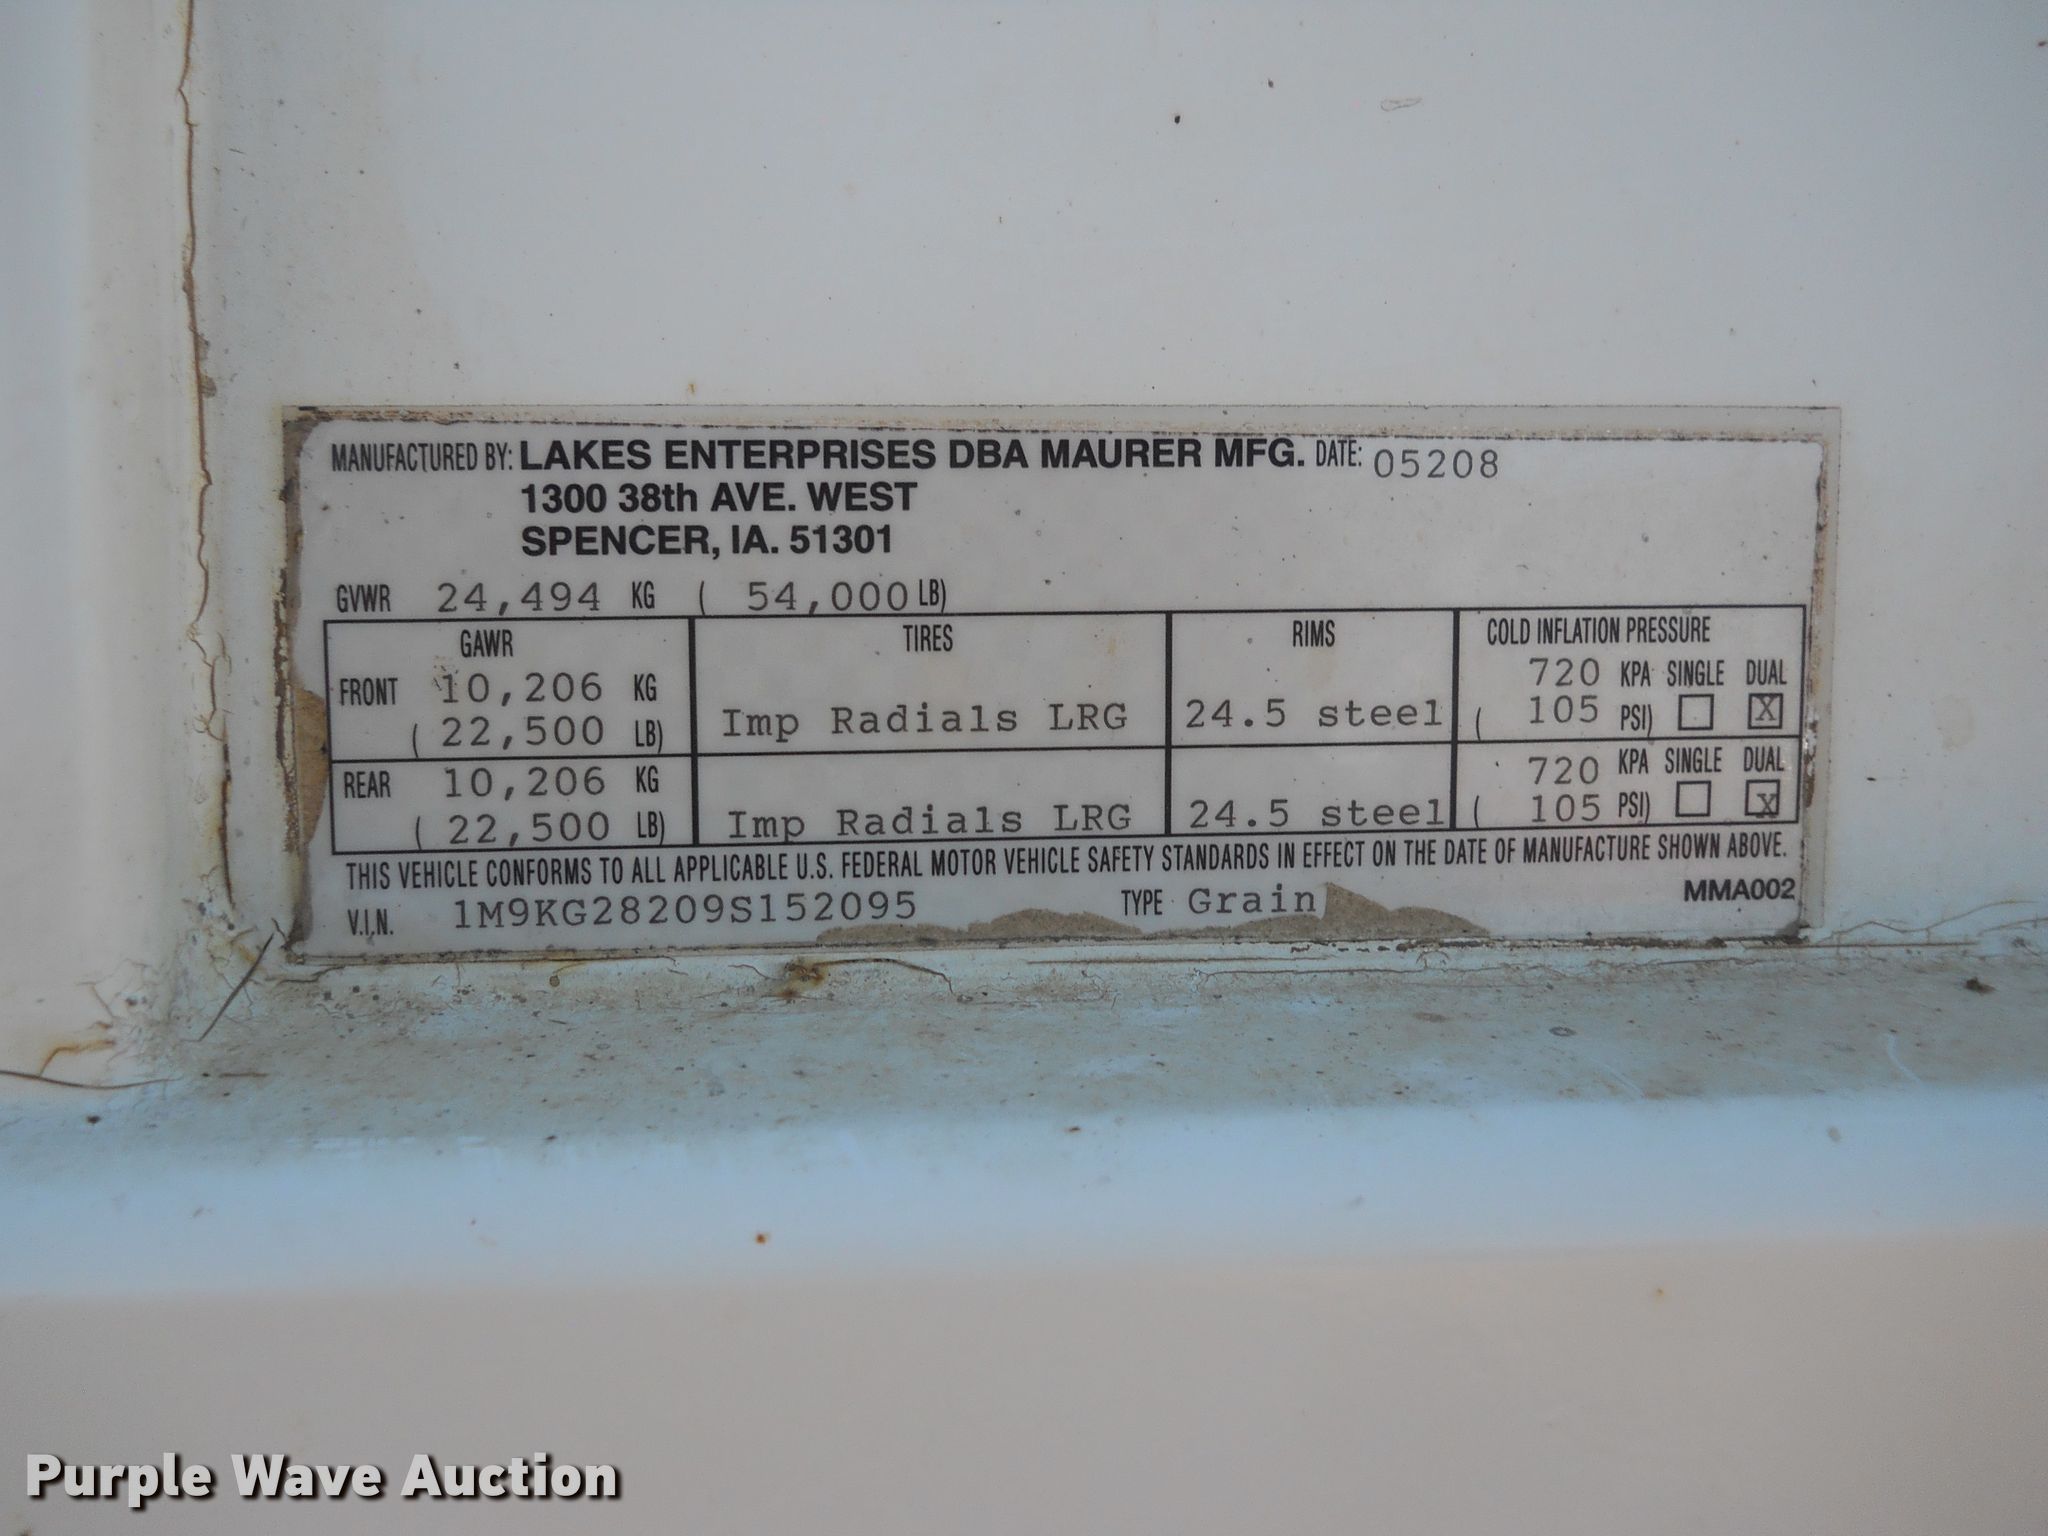 MANUFACTURED BY: LAKES ENTERPRISES DBA MAURER MFG. DATE: 05208
1300 38th AVE. WEST
SPENCER, IA. 51301
GVWR 24,494 KG ( 54,000 LB)
GAWR TIRES RIMS COLD INFLATION PRESSURE
FRONT 10,206 KG 720 KPA SINGLE DUAL
( 22,500 LB) Imp Radials LRG 24.5 steel ( 105 PSI) X
REAR 10,206 KG 720 KPA SINGLE DUAL
( 22,500 LB) Imp Radials LRG 24.5 steel ( 105 PSI) X
THIS VEHICLE CONFORMS TO ALL APPLICABLE U.S. FEDERAL MOTOR VEHICLE SAFETY STANDARDS IN EFFECT ON THE DATE OF MANUFACTURE SHOWN ABOVE.
V.I.N. 1M9KG28209S152095 TYPE Grain MMA002
Purple Wave Auction